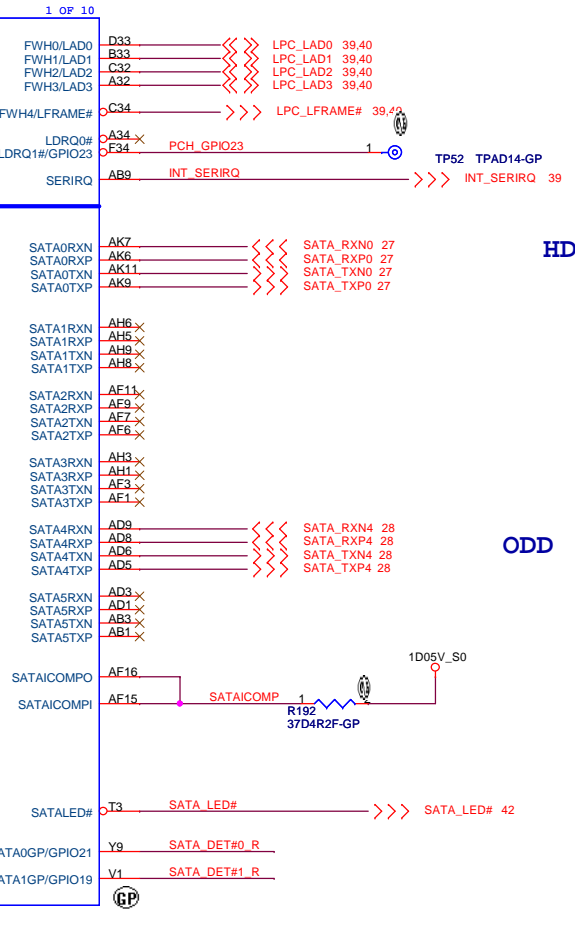 1 OF 10
FWH0/LAD0 D33 LPC_LAD0 39,40
FWH1/LAD1 B33 LPC_LAD1 39,40
FWH2/LAD2 C32 LPC_LAD2 39,40
FWH3/LAD3 A32 LPC_LAD3 39,40
FWH4/LFRAME# C34 LPC_LFRAME# 39,40
LDRQ0# A34
LDRQ1#/GPIO23 F34 PCH_GPIO23 1
TP52 TPAD14-GP
SERIRQ AB9 INT_SERIRQ INT_SERIRQ 39
SATA0RXN AK7 SATA_RXN0 27
HD
SATA0RXP AK6 SATA_RXP0 27
SATA0TXN AK11 SATA_TXN0 27
SATA0TXP AK9 SATA_TXP0 27
SATA1RXN AH6
SATA1RXP AH5
SATA1TXN AH9
SATA1TXP AH8
SATA2RXN AF11
SATA2RXP AF9
SATA2TXN AF7
SATA2TXP AF6
SATA3RXN AH3
SATA3RXP AH1
SATA3TXN AF3
SATA3TXP AF1
SATA4RXN AD9 SATA_RXN4 28
SATA4RXP AD8 SATA_RXP4 28
ODD
SATA4TXN AD6 SATA_TXN4 28
SATA4TXP AD5 SATA_TXP4 28
SATA5RXN AD3
SATA5RXP AD1
SATA5TXN AB3
SATA5TXP AB1
1D05V_S0
SATAICOMPO AF16
SATAICOMPI AF15 SATAICOMP 1 2
R192
37D4R2F-GP
SATALED# T3 SATA_LED# SATA_LED# 42
ATA0GP/GPIO21 Y9 SATA_DET#0_R
ATA1GP/GPIO19 V1 SATA_DET#1_R
GP